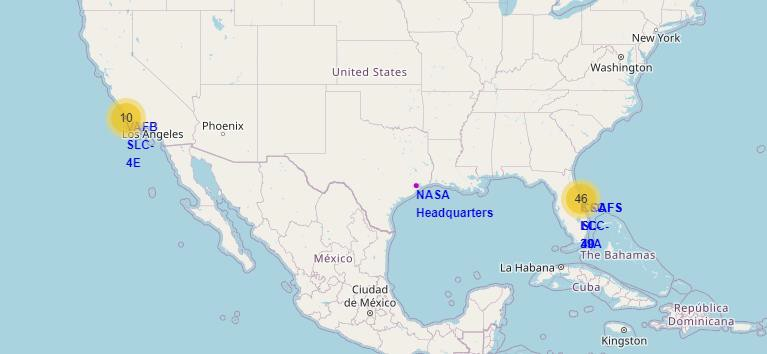 New York
Washington
United States
10
VAFB
SLC-
4E
Los Angeles
Phoenix
NASA
Headquarters
46
The Bahamas
México
La Habana
Cuba
Ciudad
de México
República
Dominicana
Kingston